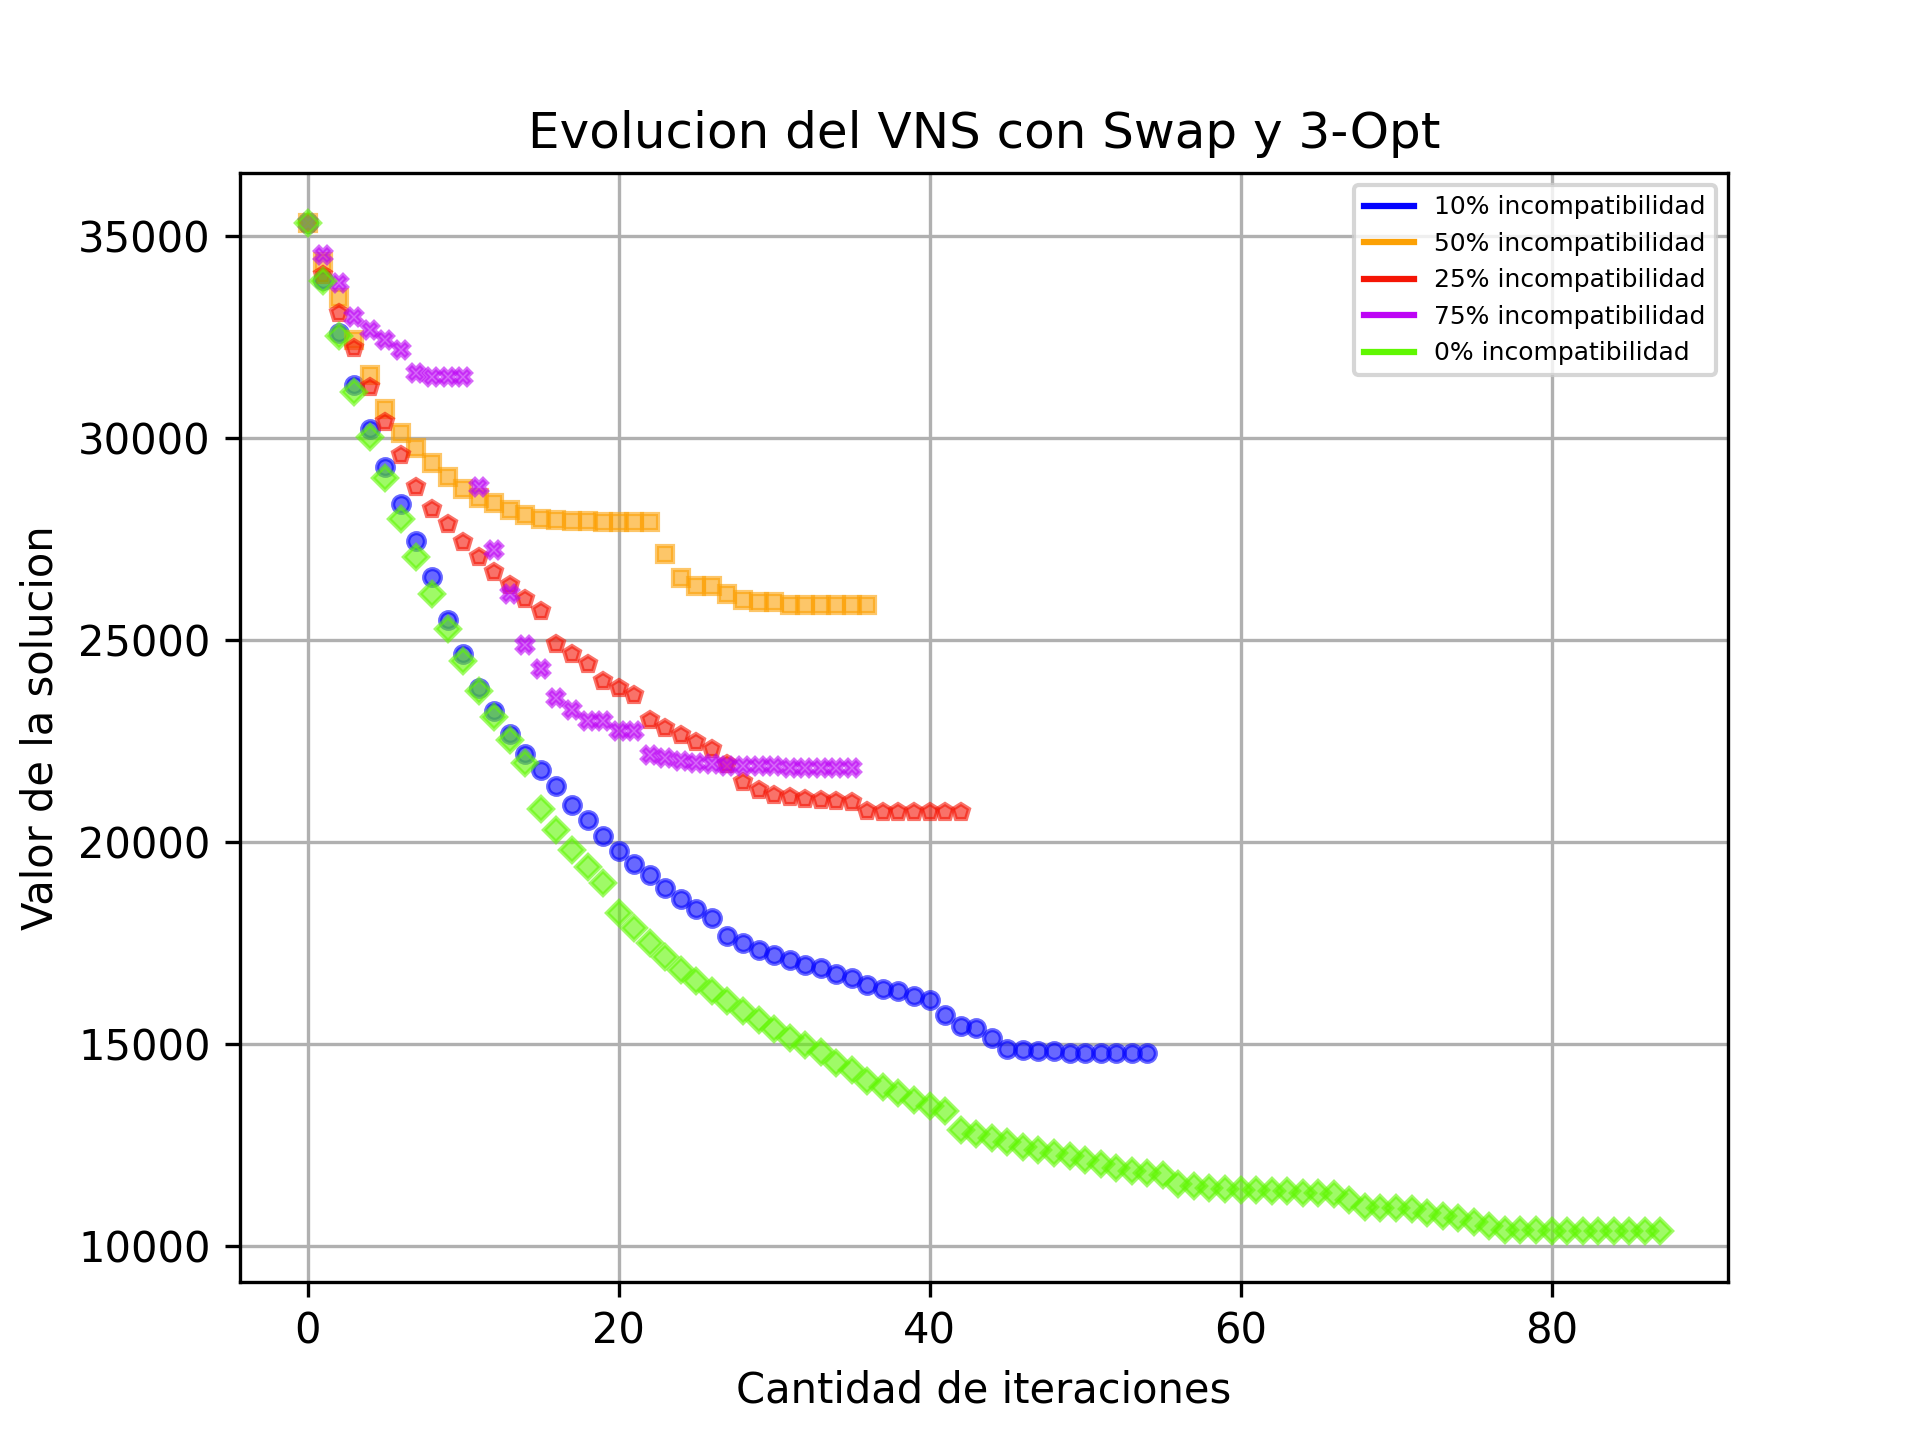 Evolucion del VNS con Swap y 3-Opt
10% incompatibilidad
50% incompatibilidad
25% incompatibilidad
75% incompatibilidad
0% incompatibilidad
Valor de la solucion
35000
30000
25000
20000
15000
10000
0 20 40 60 80
Cantidad de iteraciones